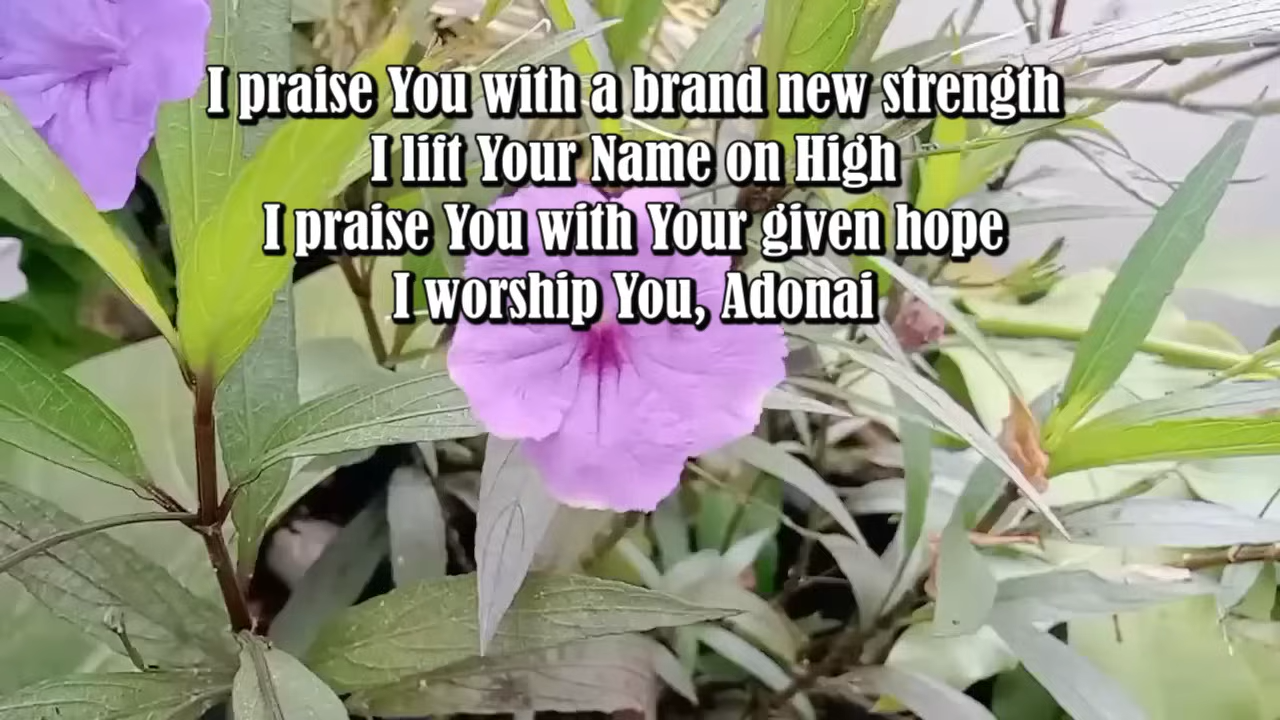 I praise You with a brand new strength
I lift Your Name on High
I praise You with Your given hope
I worship You, Adonai